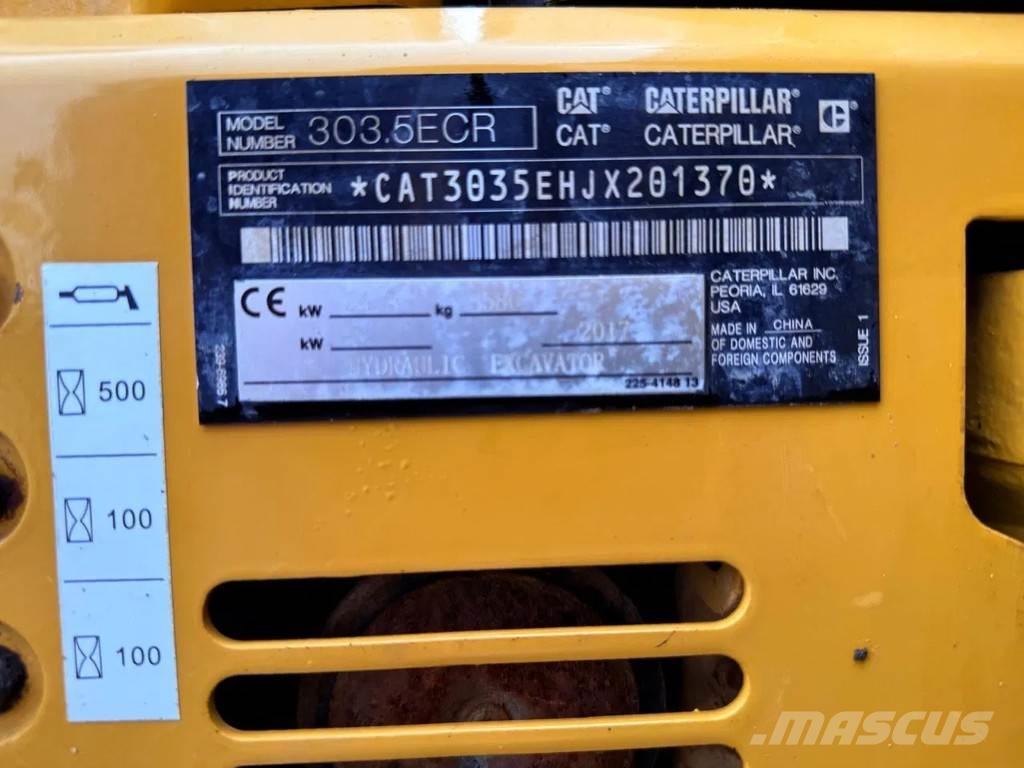 MODEL NUMBER 303.5ECR
CAT® CATERPILLAR®
CAT® CATERPILLAR®
PRODUCT IDENTIFICATION NUMBER *CAT3035EHJX201370*
CE kW kg
kW 2017
HYDRAULIC EXCAVATOR
225-4148 13
CATERPILLAR INC.
PEORIA, IL 61629
USA
MADE IN CHINA
OF DOMESTIC AND
FOREIGN COMPONENTS
ISSUE 1
500
100
100
MASCUS